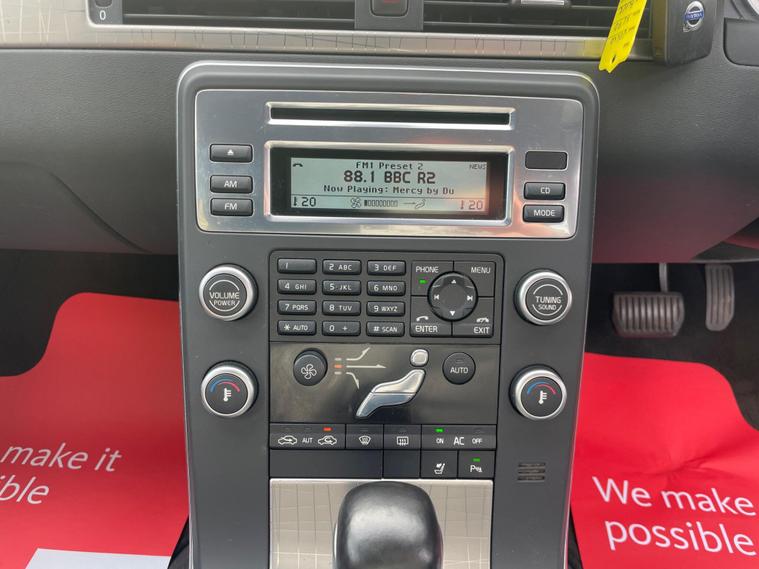 0
VOLVO
FM1 Preset 2
NEWS
88.1 BBC R2
Now Playing: Mercy by Du
20
20
AM
FM
CD
MODE
1 2 ABC 3 DEF
4 GHI 5 JKL 6 MNO
7 PQRS 8 TUV 9 WXYZ
* AUTO 0 + # SCAN
PHONE MENU
ENTER EXIT
VOLUME
POWER
TUNING
SOUND
AUTO
AUT
ON AC OFF
P
make it
ible
We make
possible